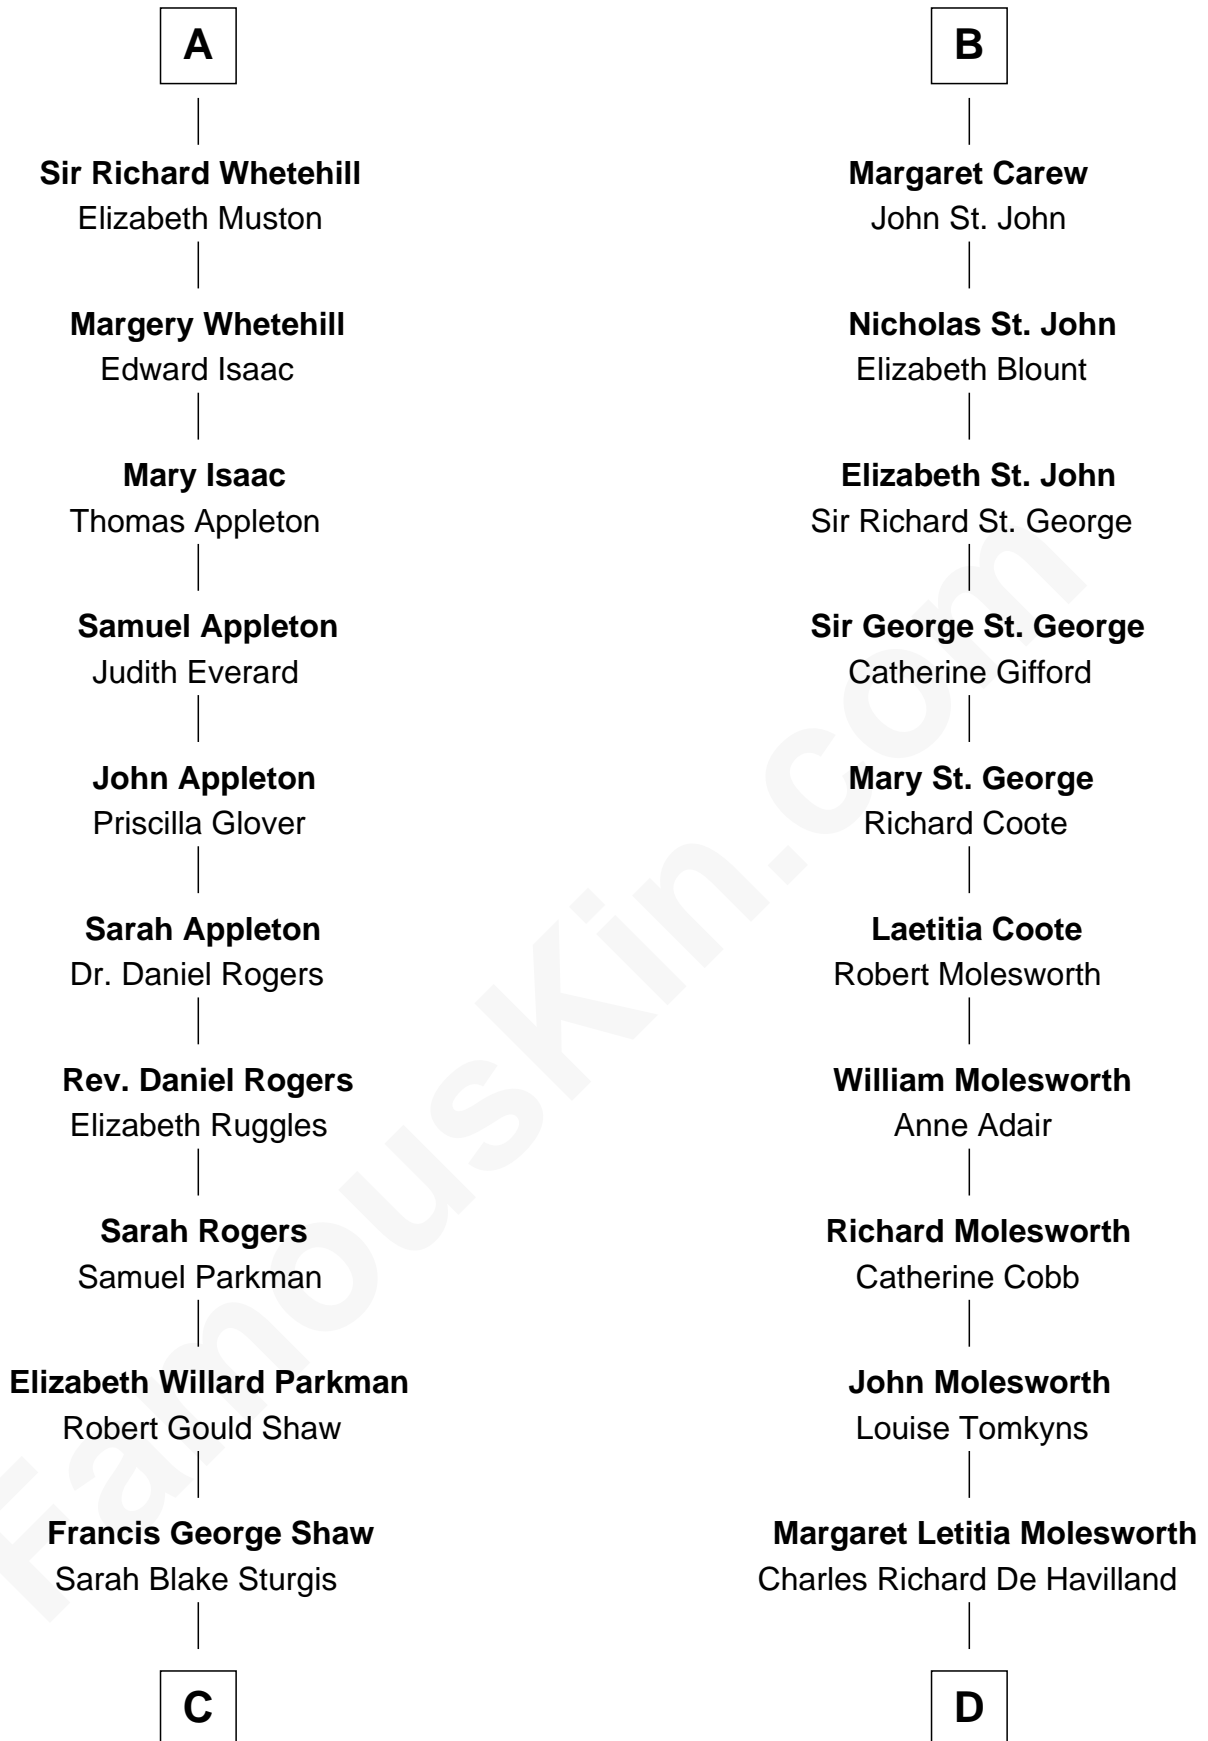 A
Sir Richard Whetehill
Elizabeth Muston
Margery Whetehill
Edward Isaac
Mary Isaac
Thomas Appleton
Samuel Appleton
Judith Everard
John Appleton
Priscilla Glover
Sarah Appleton
Dr. Daniel Rogers
Rev. Daniel Rogers
Elizabeth Ruggles
Sarah Rogers
Samuel Parkman
Elizabeth Willard Parkman
Robert Gould Shaw
Francis George Shaw
Sarah Blake Sturgis
C
B
Margaret Carew
John St. John
Nicholas St. John
Elizabeth Blount
Elizabeth St. John
Sir Richard St. George
Sir George St. George
Catherine Gifford
Mary St. George
Richard Coote
Laetitia Coote
Robert Molesworth
William Molesworth
Anne Adair
Richard Molesworth
Catherine Cobb
John Molesworth
Louise Tomkyns
Margaret Letitia Molesworth
Charles Richard De Havilland
D
FamousKin.com